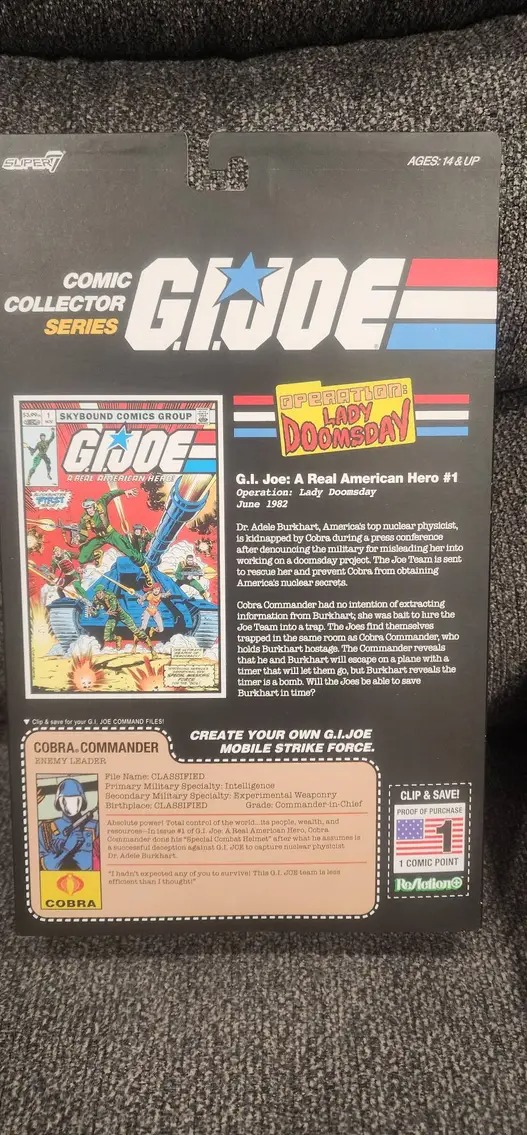 SUPER7
AGES: 14 & UP
COMIC
COLLECTOR
SERIES
G.I. JOE
OPERATION:
LADY
DOOMSDAY
$3.99
1
SKYBOUND COMICS GROUP
G.I. JOE
A REAL AMERICAN HERO
G.I. Joe: A Real American Hero #1
Operation: Lady Doomsday
June 1982
Dr. Adele Burkhart, America's top nuclear physicist,
is kidnapped by Cobra during a press conference
after denouncing the military for misleading her into
working on a doomsday project. The Joe Team is sent
to rescue her and prevent Cobra from obtaining
America's nuclear secrets.
Cobra Commander had no intention of extracting
information from Burkhart; she was bait to lure the
Joe Team into a trap. The Joes find themselves
trapped in the same room as Cobra Commander, who
holds Burkhart hostage. The Commander reveals
that he and Burkhart will escape on a plane with a
timer that will let them go, but Burkhart reveals the
timer is a bomb. Will the Joes be able to save
Burkhart in time?
▼ Clip & save for your G.I. JOE COMMAND FILES!
CREATE YOUR OWN G.I.JOE
MOBILE STRIKE FORCE.
COBRA COMMANDER
ENEMY LEADER
File Name: CLASSIFIED
Primary Military Specialty: Intelligence
Secondary Military Specialty: Experimental Weaponry
Birthplace: CLASSIFIED Grade: Commander-in-Chief
Absolute power! Total control of the world...its people, wealth, and
resources—In issue #1 of G.I. Joe: A Real American Hero, Cobra
Commander dons his "Special Combat Helmet" after what he assumes is
a successful deception against G.I. JOE to capture nuclear physicist
Dr. Adele Burkhart.
"I hadn't expected any of you to survive! This G.I. JOE team is less
efficient than I thought!"
COBRA
CLIP & SAVE!
PROOF OF PURCHASE
1
1 COMIC POINT
ReAction+